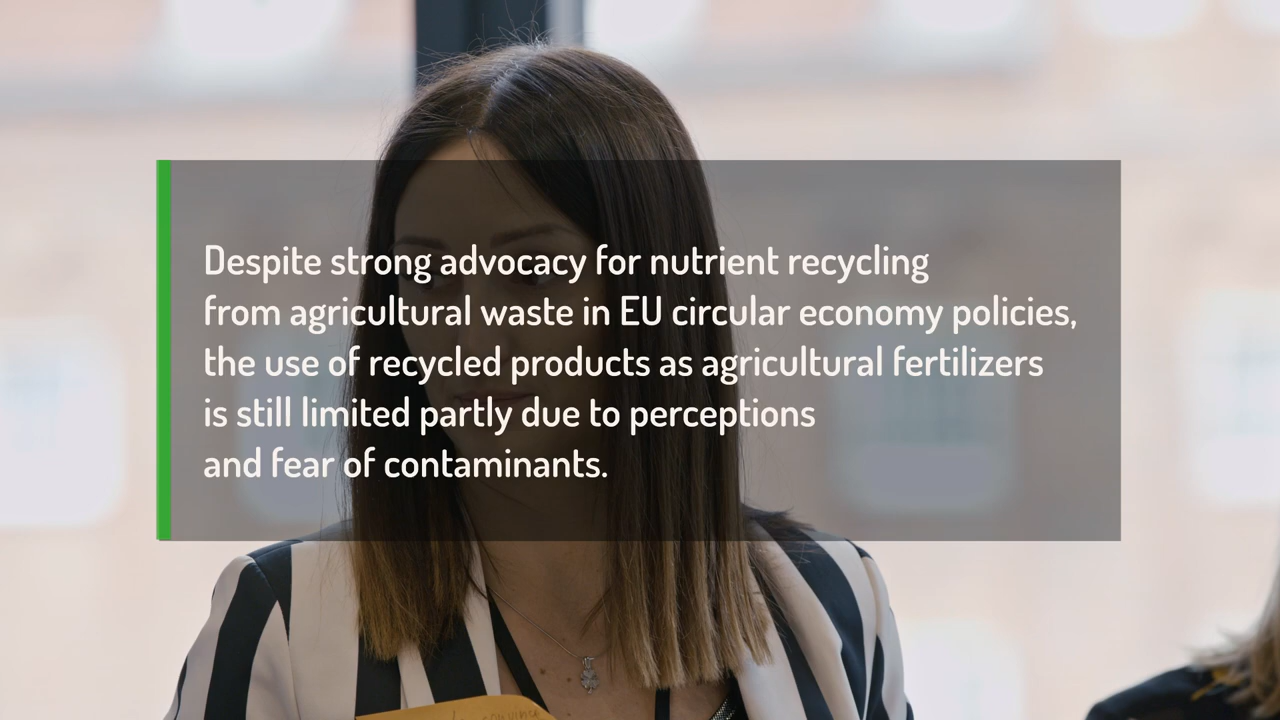 Despite strong advocacy for nutrient recycling
from agricultural waste in EU circular economy policies,
the use of recycled products as agricultural fertilizers
is still limited partly due to perceptions
and fear of contaminants.
convince